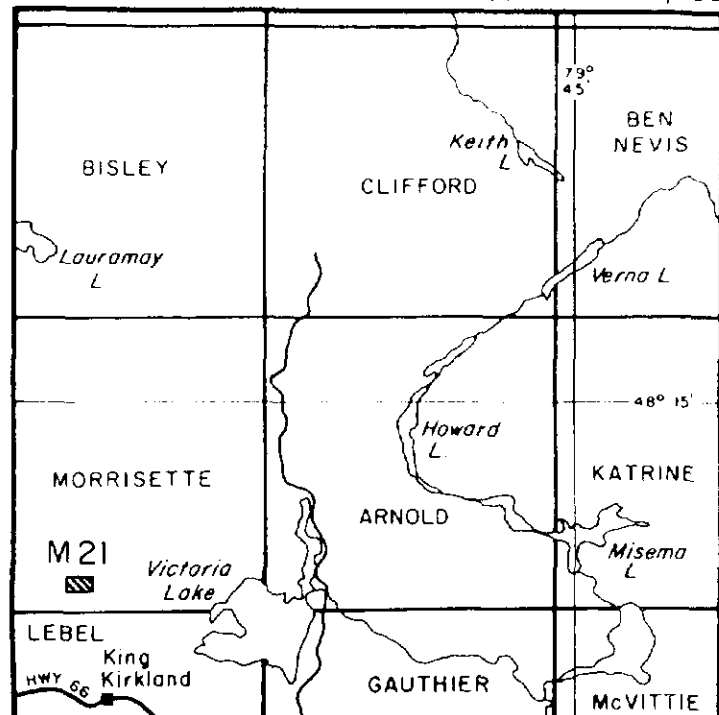 79°
45'
BEN
NEVIS
Keith
L
BISLEY
CLIFFORD
Lauramay
L
Verna L
48° 15'
Howard
L.
MORRISETTE
KATRINE
ARNOLD
M 21
Victoria
Lake
Misema
L
LEBEL
King
Kirkland
HWY 66
GAUTHIER
McVITTIE